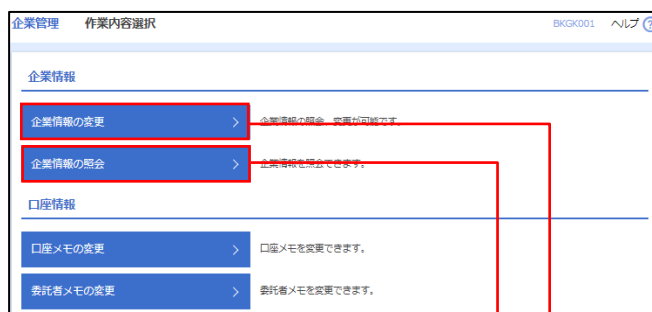 企業管理 作業内容選択 BKGK001 ヘルプ ?
企業情報
企業情報の変更 企業情報の照会、変更が可能です。
企業情報の照会 企業情報を照会できます。
口座情報
口座メモの変更 口座メモを変更できます。
委託者メモの変更 委託者メモを変更できます。